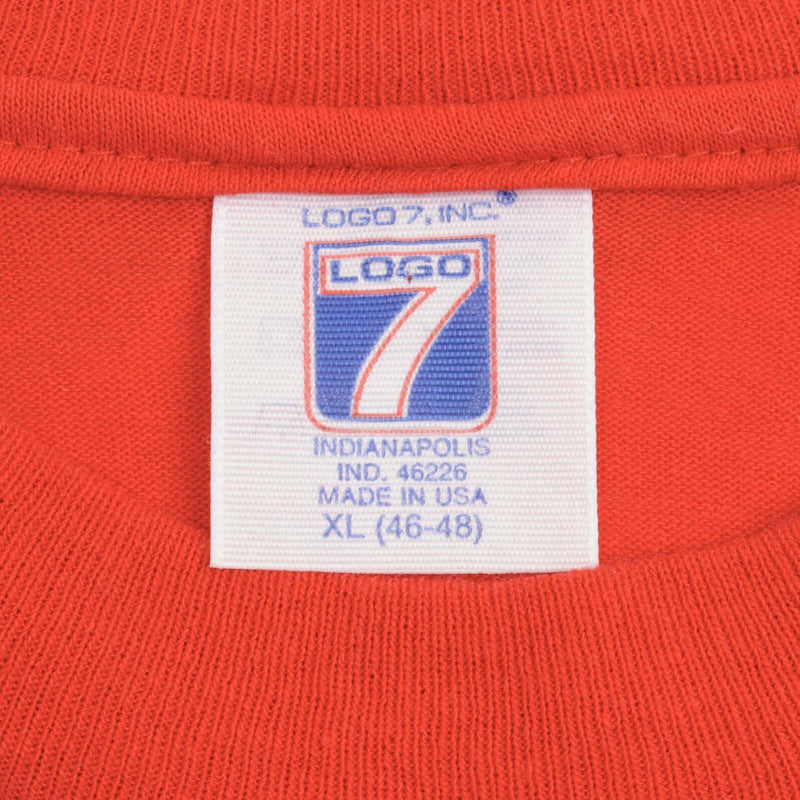 LOGO 7, INC.®
LOGO
7
INDIANAPOLIS
IND. 46226
MADE IN USA
XL (46-48)